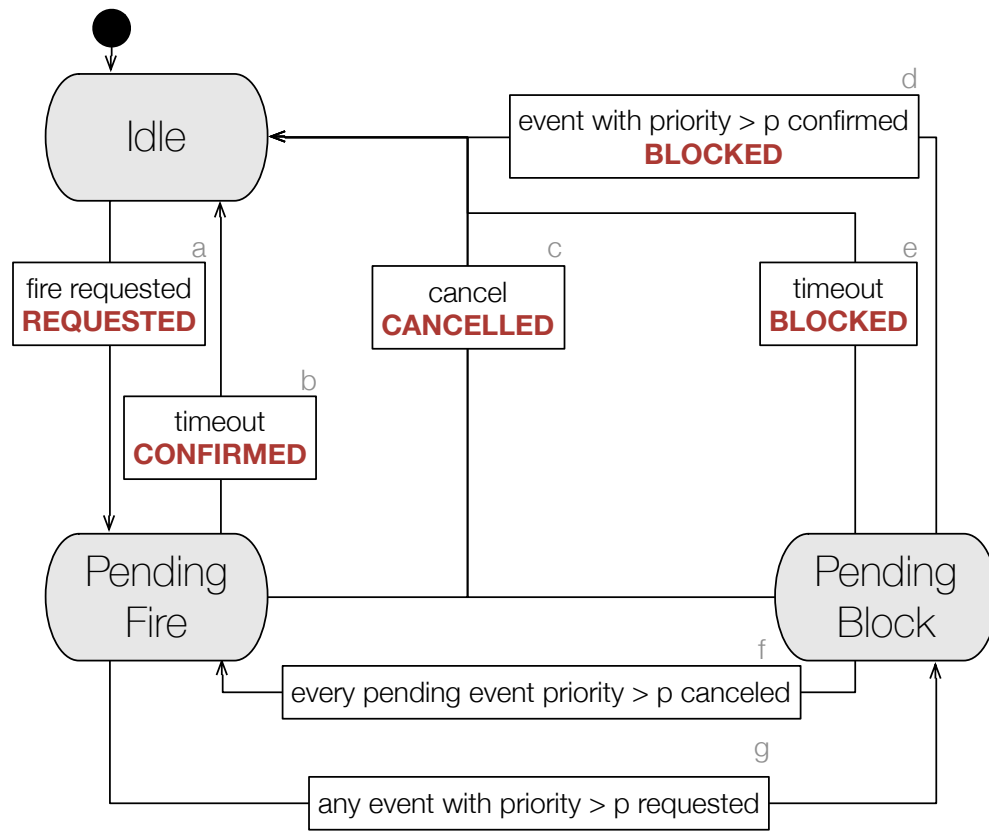 Idle
d
event with priority > p confirmed
BLOCKED
a
fire requested
REQUESTED
c
cancel
CANCELLED
e
timeout
BLOCKED
b
timeout
CONFIRMED
Pending
Fire
Pending
Block
f
every pending event priority > p canceled
g
any event with priority > p requested